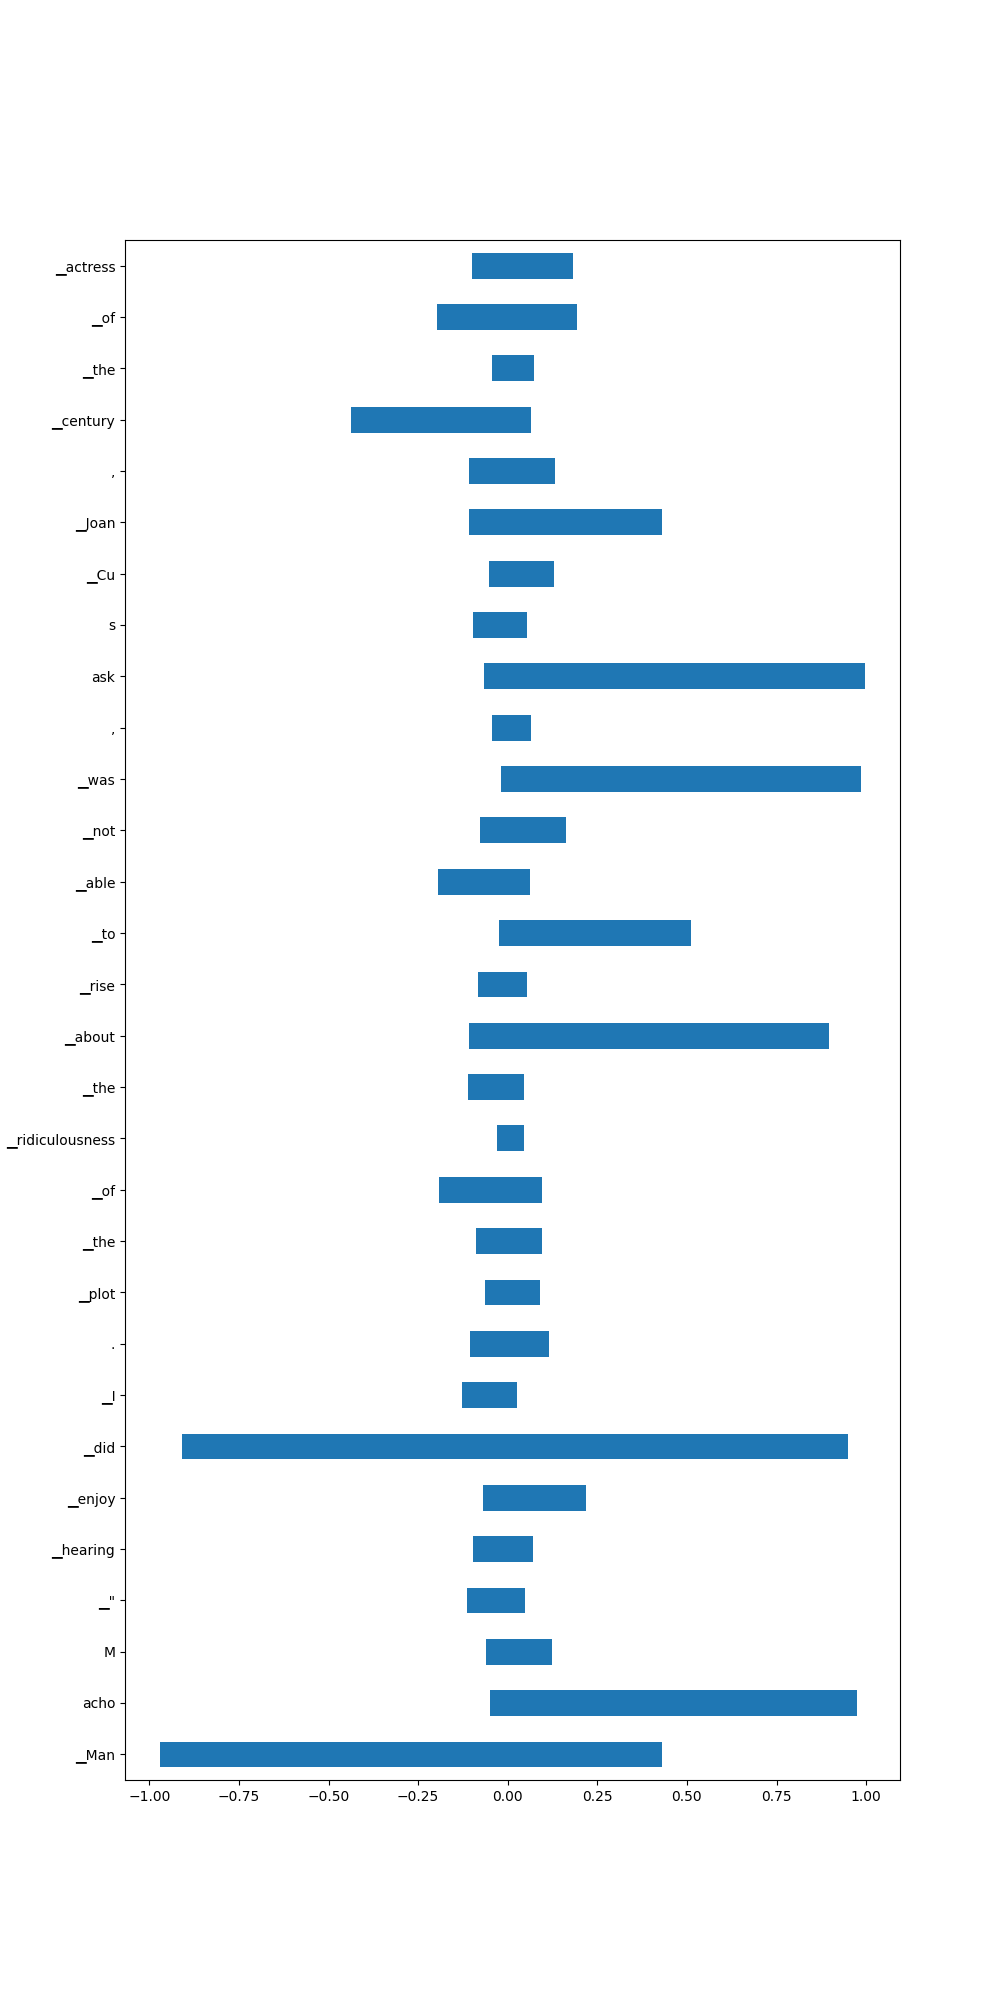 ▁actress
▁of
▁the
▁century
,
▁Joan
▁Cu
s
ask
,
▁was
▁not
▁able
▁to
▁rise
▁about
▁the
▁ridiculousness
▁of
▁the
▁plot
.
▁I
▁did
▁enjoy
▁hearing
▁"
M
acho
▁Man
−1.00 −0.75 −0.50 −0.25 0.00 0.25 0.50 0.75 1.00